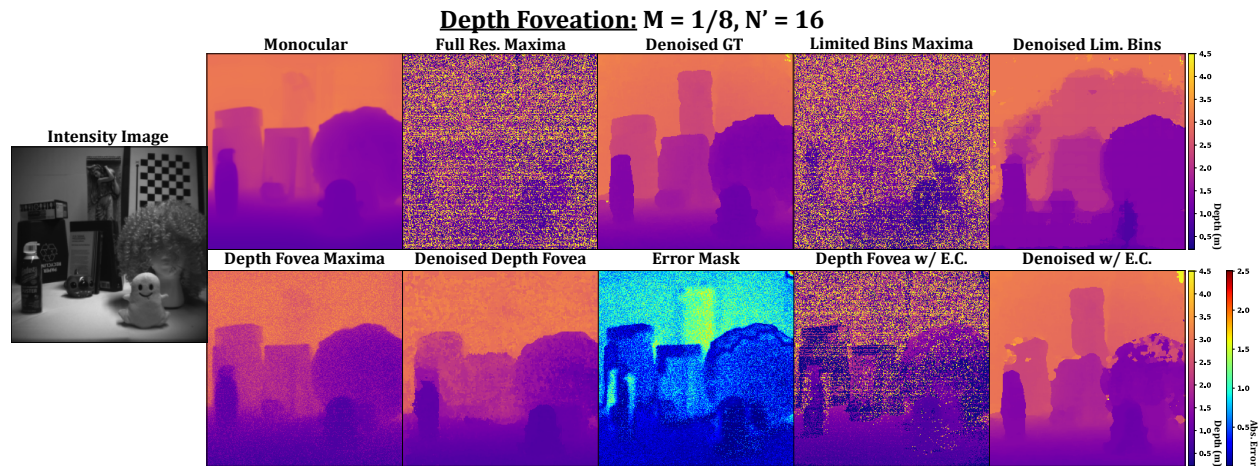 Depth Foveation: M = 1/8, N' = 16
Monocular
Full Res. Maxima
Denoised GT
Limited Bins Maxima
Denoised Lim. Bins
4.5
4.0
3.5
3.0
2.5
2.0
1.5
1.0
0.5
Depth (m)
Intensity Image
Depth Fovea Maxima
Denoised Depth Fovea
Error Mask
Depth Fovea w/ E.C.
Denoised w/ E.C.
4.5
4.0
3.5
3.0
2.5
2.0
1.5
1.0
0.5
Depth (m)
2.5
2.0
1.5
1.0
0.5
Abs. Error